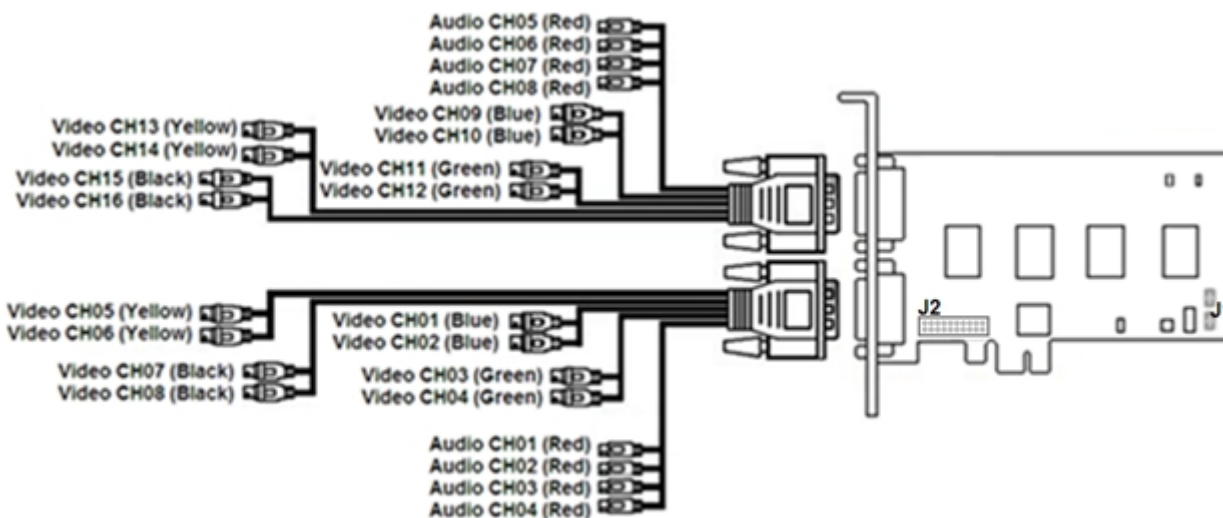 Audio CH05 (Red)
Audio CH06 (Red)
Audio CH07 (Red)
Audio CH08 (Red)
Video CH09 (Blue)
Video CH10 (Blue)
Video CH13 (Yellow)
Video CH14 (Yellow)
Video CH11 (Green)
Video CH12 (Green)
Video CH15 (Black)
Video CH16 (Black)
Video CH05 (Yellow)
Video CH06 (Yellow)
Video CH01 (Blue)
Video CH02 (Blue)
Video CH07 (Black)
Video CH08 (Black)
Video CH03 (Green)
Video CH04 (Green)
Audio CH01 (Red)
Audio CH02 (Red)
Audio CH03 (Red)
Audio CH04 (Red)
J2
J